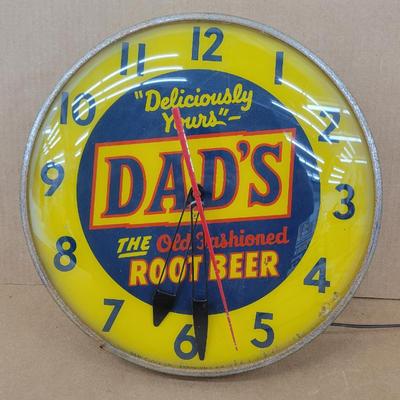 12
11
1
10
2
"Deliciously
Yours"–
9
DAD'S
3
THE Old Fashioned
ROOT BEER
8
4
7
5
6